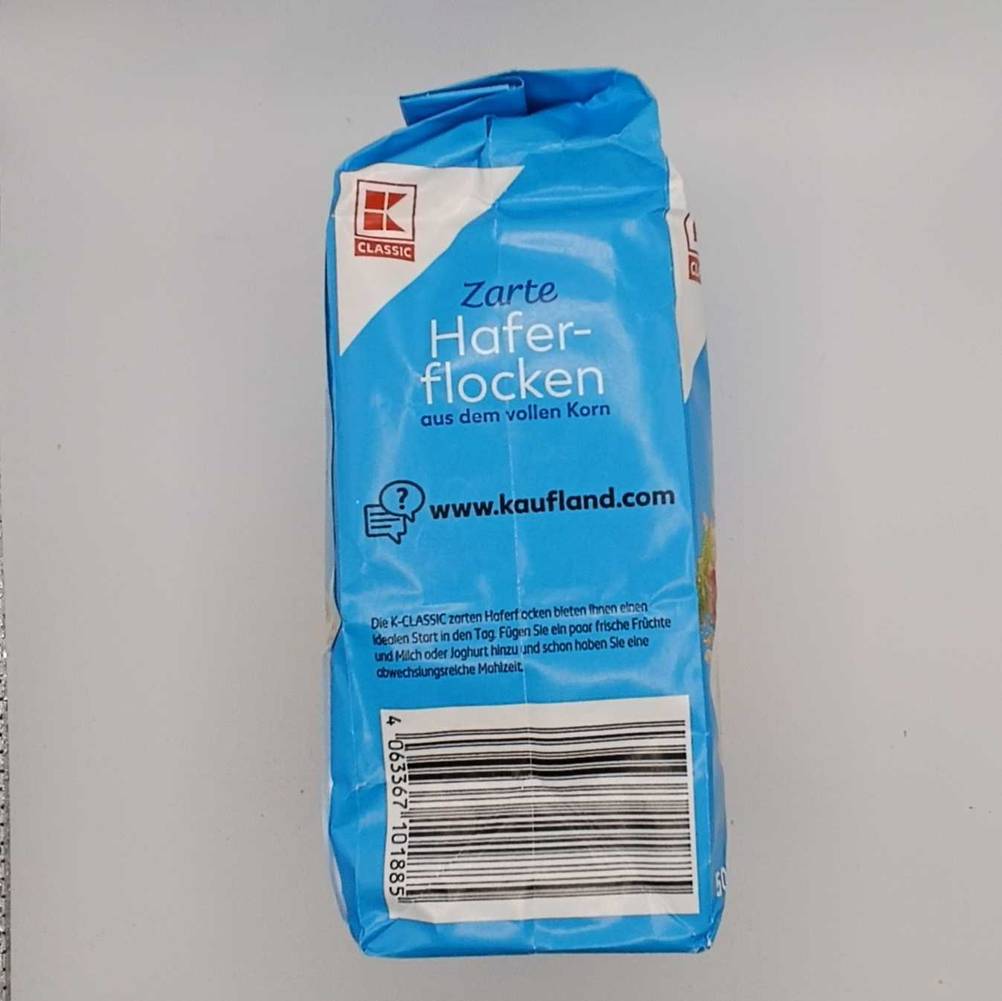 CLASSIC
Zarte
Hafer-
flocken
aus dem vollen Korn
?
www.kaufland.com
Die K-CLASSIC zarten Haferflocken bieten Ihnen einen
idealen Start in den Tag. Fügen Sie ein paar frische Früchte
und Milch oder Joghurt hinzu und schon haben Sie eine
abwechslungsreiche Mahlzeit.
4 063367 101885
50